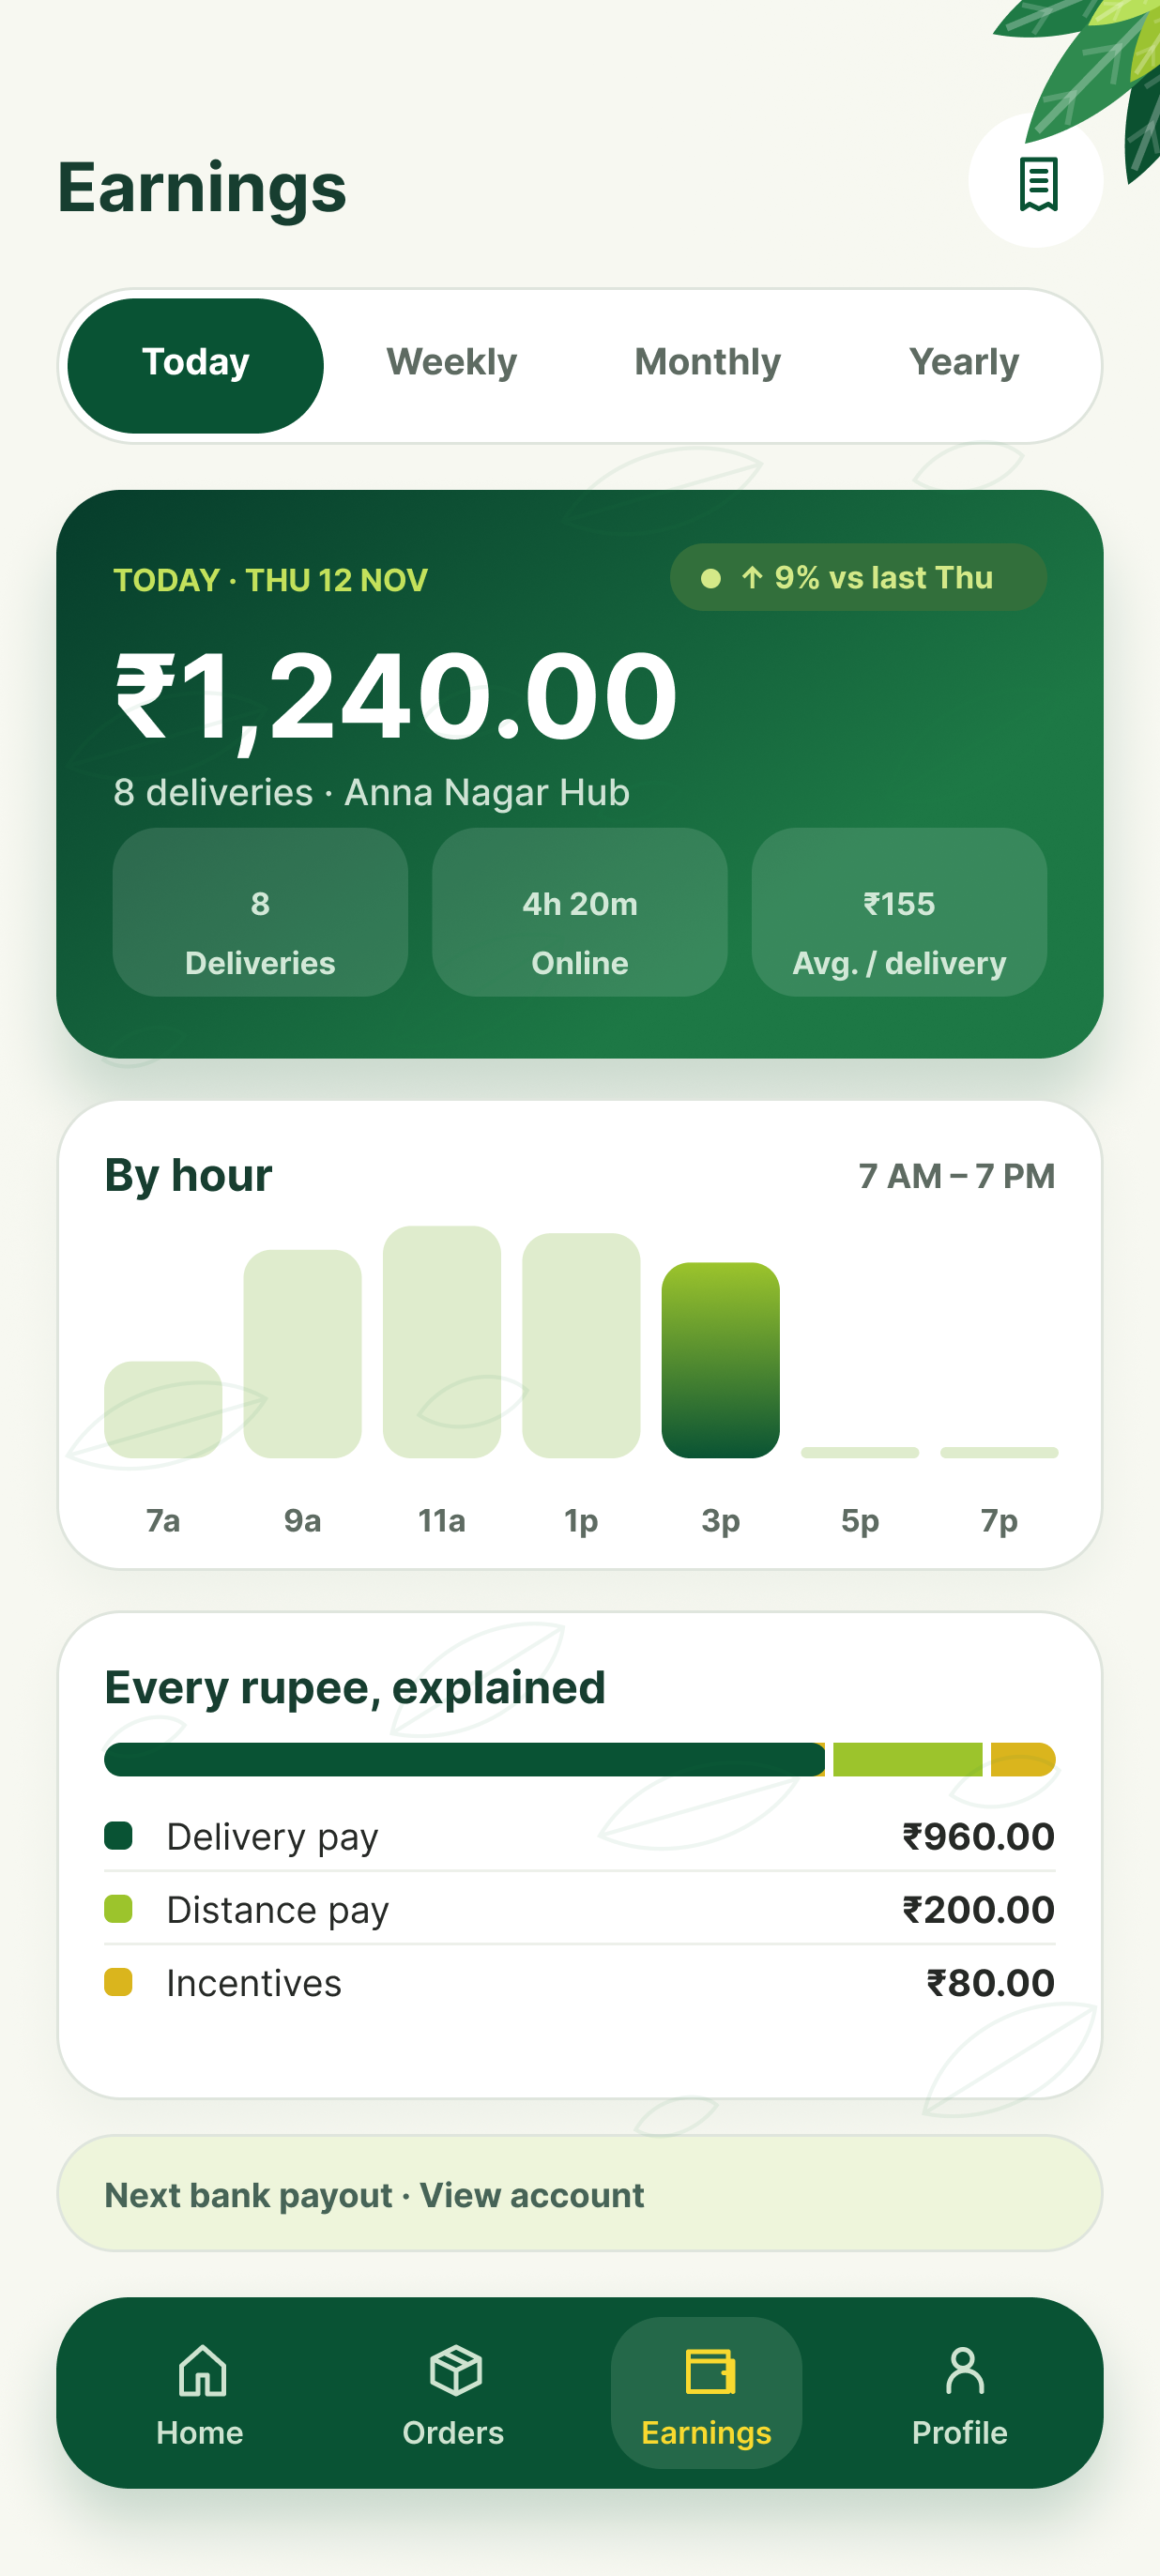 Earnings
Today Weekly Monthly Yearly
TODAY · THU 12 NOV ↑ 9% vs last Thu
₹1,240.00
8 deliveries · Anna Nagar Hub
8 4h 20m ₹155
Deliveries Online Avg. / delivery
By hour 7 AM – 7 PM
7a 9a 11a 1p 3p 5p 7p
Every rupee, explained
Delivery pay ₹960.00
Distance pay ₹200.00
Incentives ₹80.00
Next bank payout · View account
Home Orders Earnings Profile